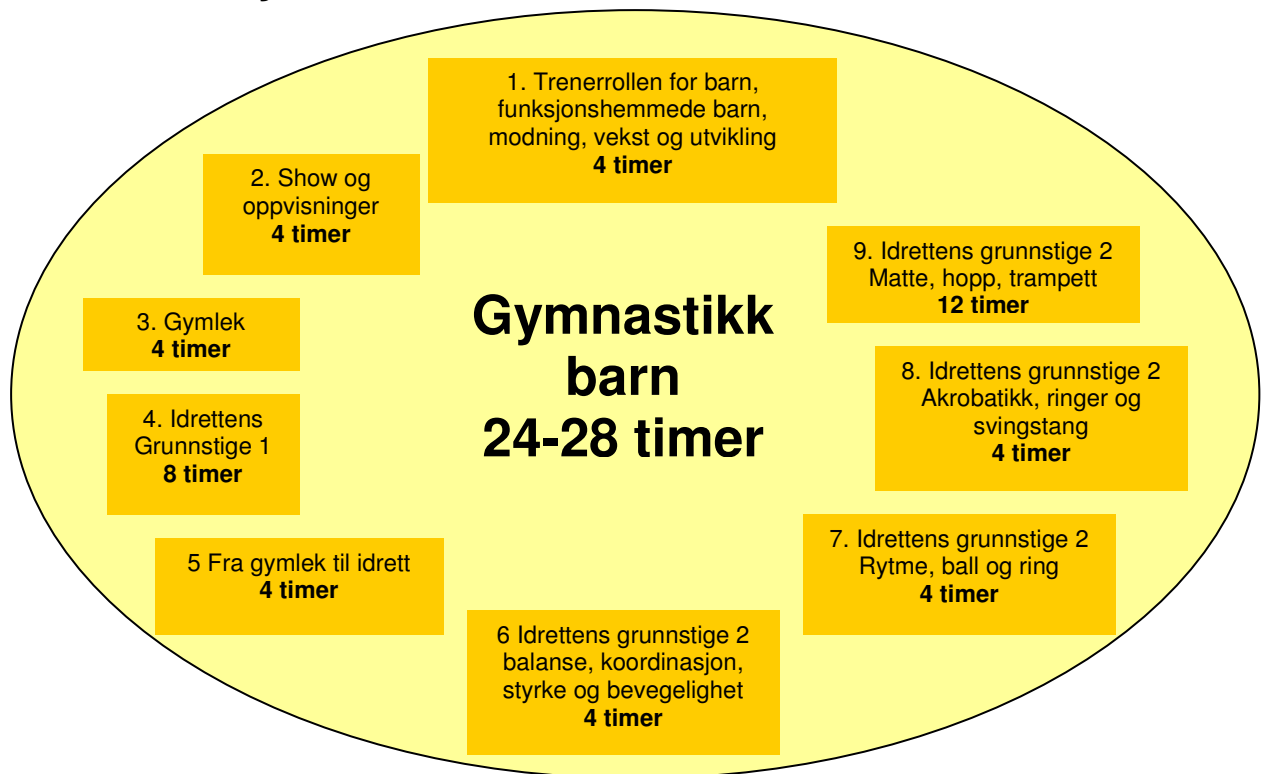 1. Trenerrollen for barn,
funksjonshemmede barn,
modning, vekst og utvikling
4 timer
2. Show og
oppvisninger
4 timer
3. Gymlek
4 timer
4. Idrettens
Grunnstige 1
8 timer
5 Fra gymlek til idrett
4 timer
6 Idrettens grunnstige 2
balanse, koordinasjon,
styrke og bevegelighet
4 timer
7. Idrettens grunnstige 2
Rytme, ball og ring
4 timer
8. Idrettens grunnstige 2
Akrobatikk, ringer og
svingstang
4 timer
9. Idrettens grunnstige 2
Matte, hopp, trampett
12 timer
Gymnastikk
barn
24-28 timer